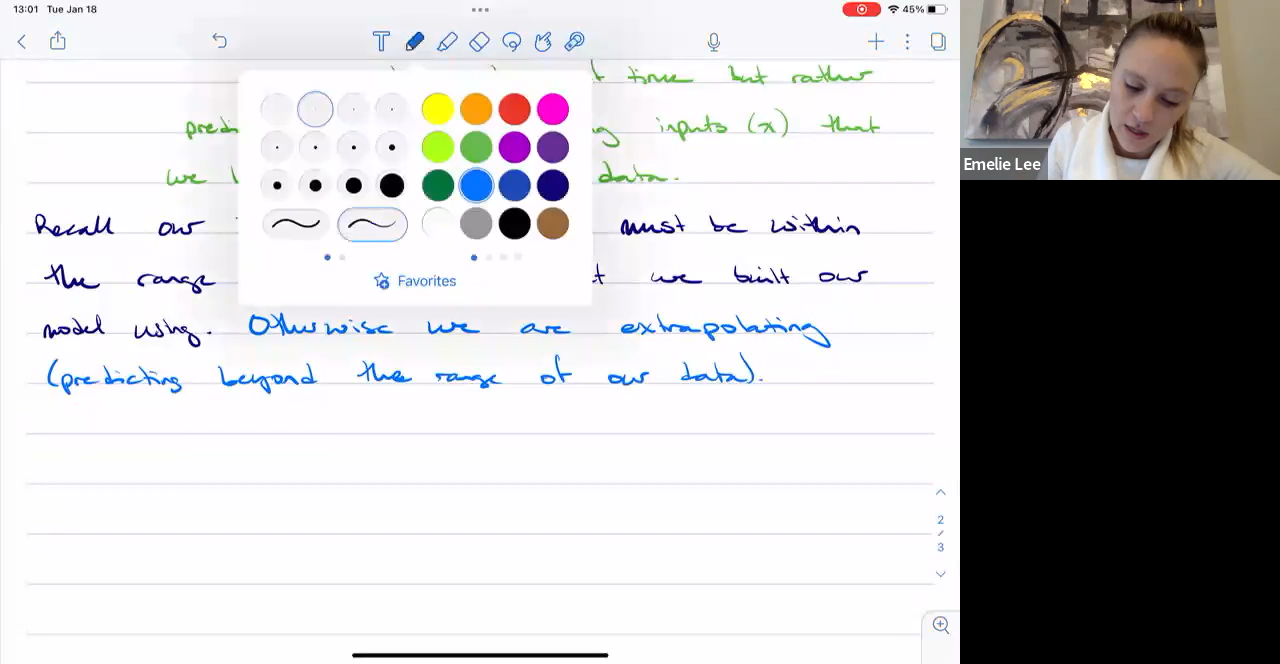 13:01 Tue Jan 18
45%
T
time but rather
inputs (x) that
we data.
Recall our must be within
the range we built our
model using. Otherwise we are extrapolating
(predicting beyond the range of our data).
Favorites
2
3
Emelie Lee